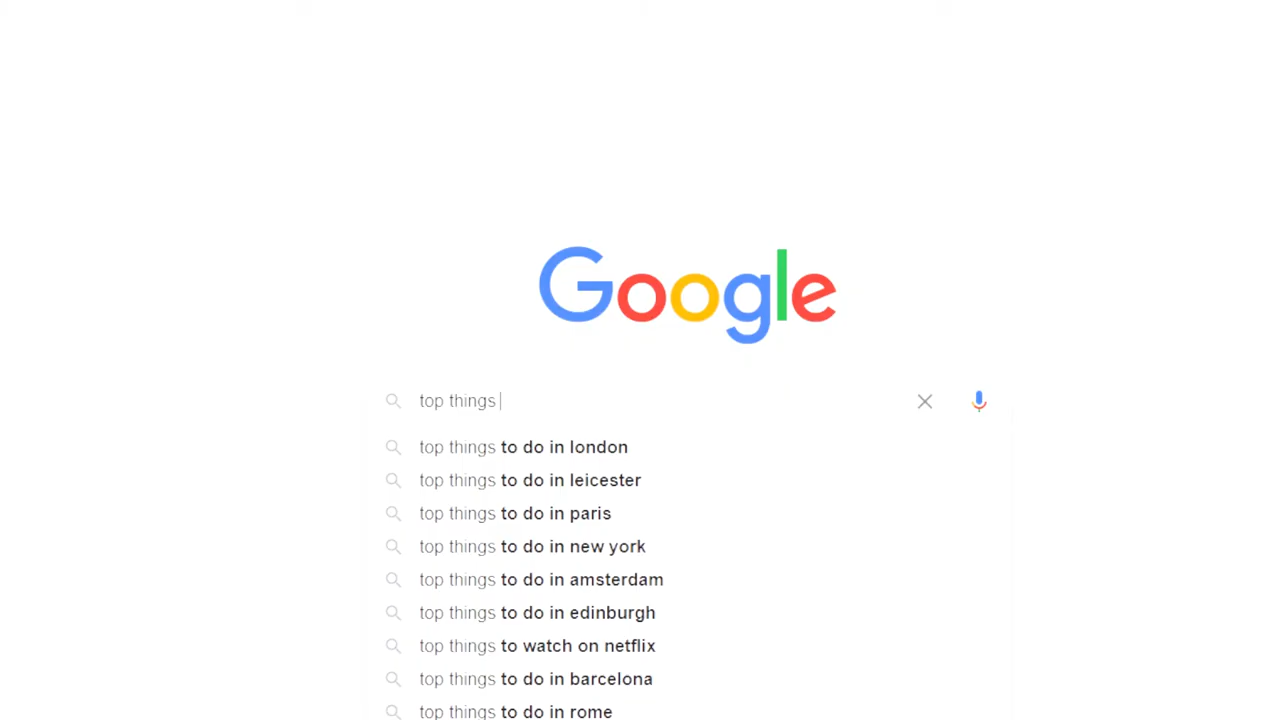 Google
top things
top things to do in london
top things to do in leicester
top things to do in paris
top things to do in new york
top things to do in amsterdam
top things to do in edinburgh
top things to watch on netflix
top things to do in barcelona
top things to do in rome